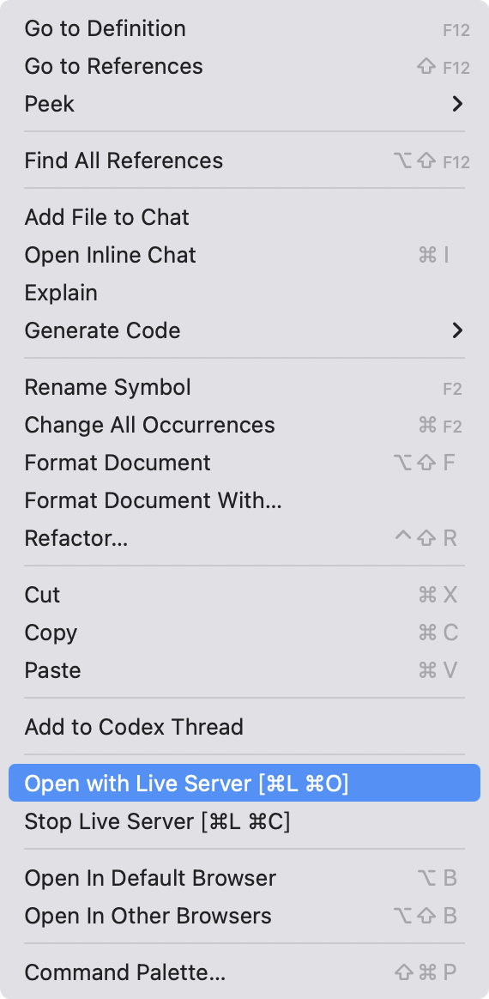 Go to Definition F12
Go to References ⇧ F12
Peek
Find All References ⌥⇧ F12
Add File to Chat
Open Inline Chat ⌘ I
Explain
Generate Code
Rename Symbol F2
Change All Occurrences ⌘ F2
Format Document ⌥⇧ F
Format Document With...
Refactor... ^⇧ R
Cut ⌘ X
Copy ⌘ C
Paste ⌘ V
Add to Codex Thread
Open with Live Server [⌘L ⌘O]
Stop Live Server [⌘L ⌘C]
Open In Default Browser ⌥ B
Open In Other Browsers ⌥⇧ B
Command Palette... ⇧⌘ P